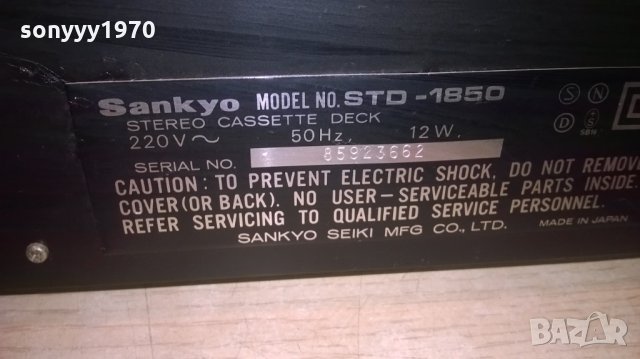 sonyyy1970
Sankyo MODEL NO. STD-1850
STEREO CASSETTE DECK
220V~ 50Hz, 12W.
SERIAL NO. 85923662
CAUTION: TO PREVENT ELECTRIC SHOCK, DO NOT REMOV
COVER (OR BACK). NO USER-SERVICEABLE PARTS INSIDE
REFER SERVICING TO QUALIFIED SERVICE PERSONNEL.
SANKYO SEIKI MFG CO., LTD. MADE IN JAPAN
S N
D S
BAZAR